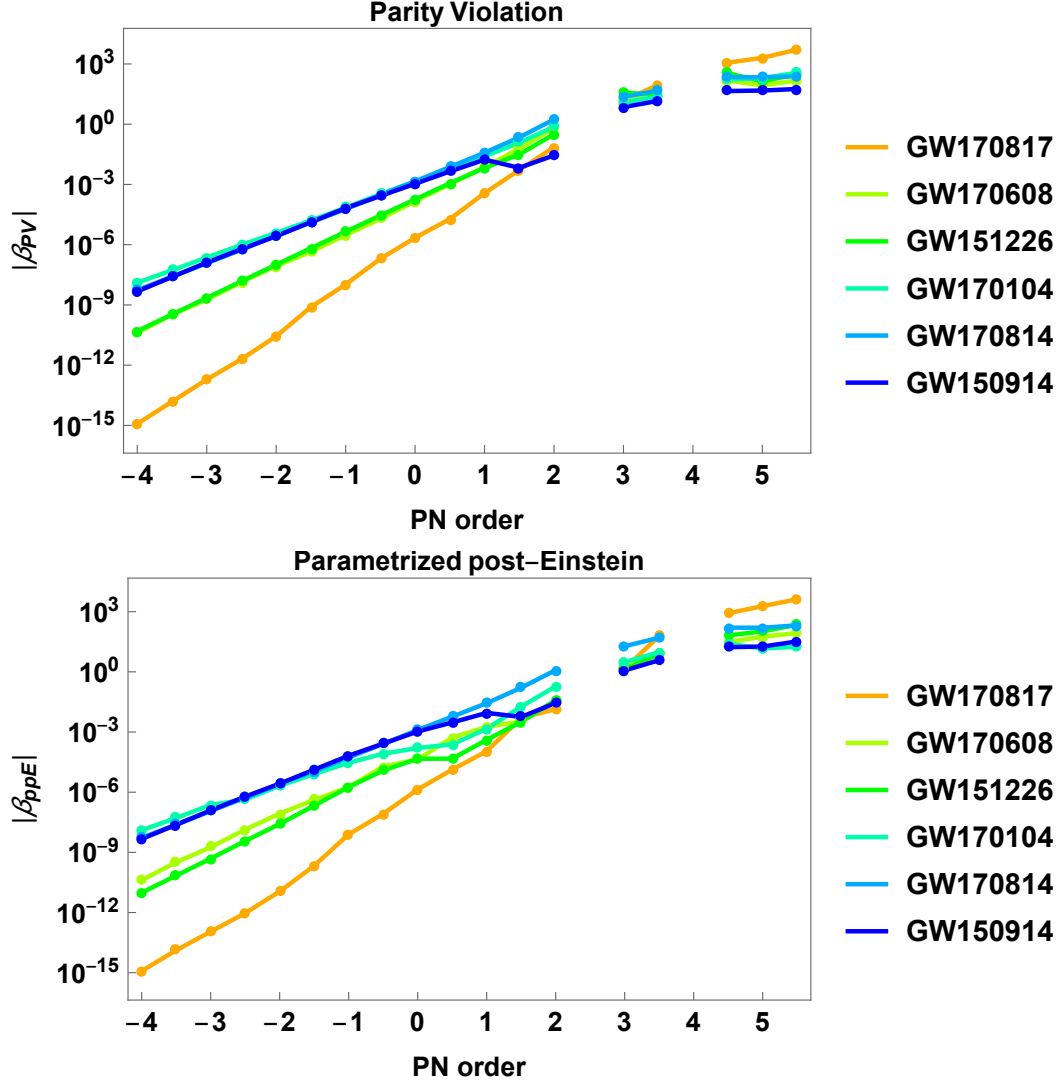 Parity Violation
|βPV|
10^3
10^0
10^−3
10^−6
10^−9
10^−12
10^−15
−4 −3 −2 −1 0 1 2 3 4 5
PN order
GW170817
GW170608
GW151226
GW170104
GW170814
GW150914
Parametrized post−Einstein
|βppE|
10^3
10^0
10^−3
10^−6
10^−9
10^−12
10^−15
−4 −3 −2 −1 0 1 2 3 4 5
PN order
GW170817
GW170608
GW151226
GW170104
GW170814
GW150914